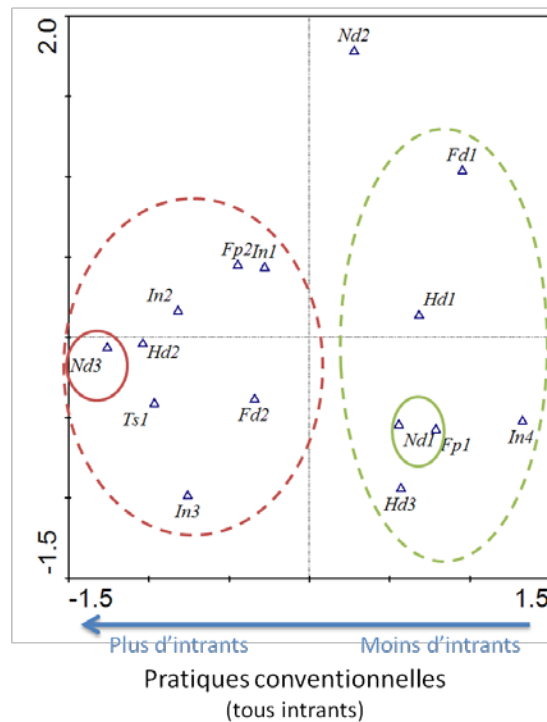 2.0
Nd2
Fd1
Fp2 In1
In2
Hd1
Nd3
Hd2
Ts1
Fd2
Nd1
Fp1
In4
In3
Hd3
-1.5
-1.5
1.5
Plus d'intrants
Moins d'intrants
Pratiques conventionnelles
(tous intrants)